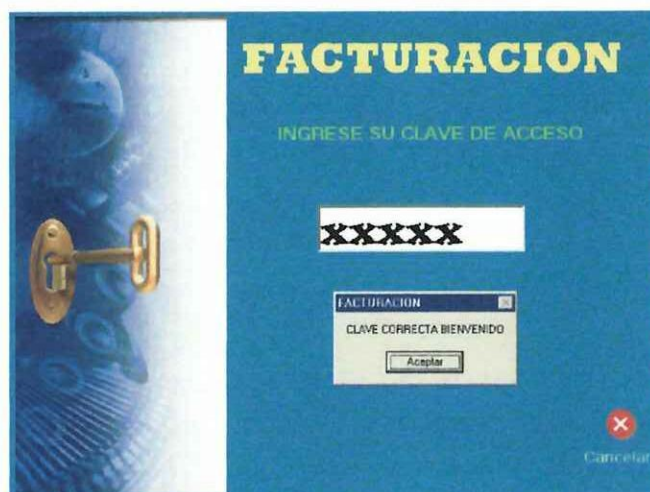 FACTURACION
INGRESE SU CLAVE DE ACCESO
xxxxx
FACTURACION
CLAVE CORRECTA BIENVENIDO
Aceptar
Cancelar